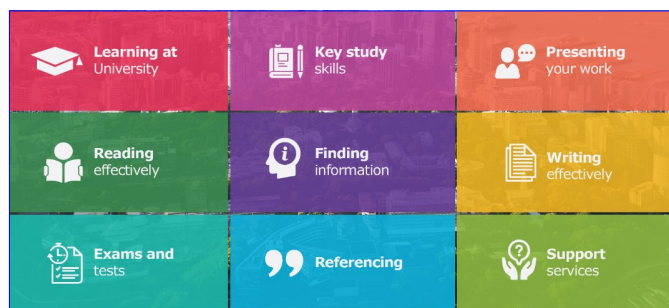 Learning at
University
Key study
skills
Presenting
your work
Reading
effectively
Finding
information
Writing
effectively
Exams and
tests
Referencing
Support
services